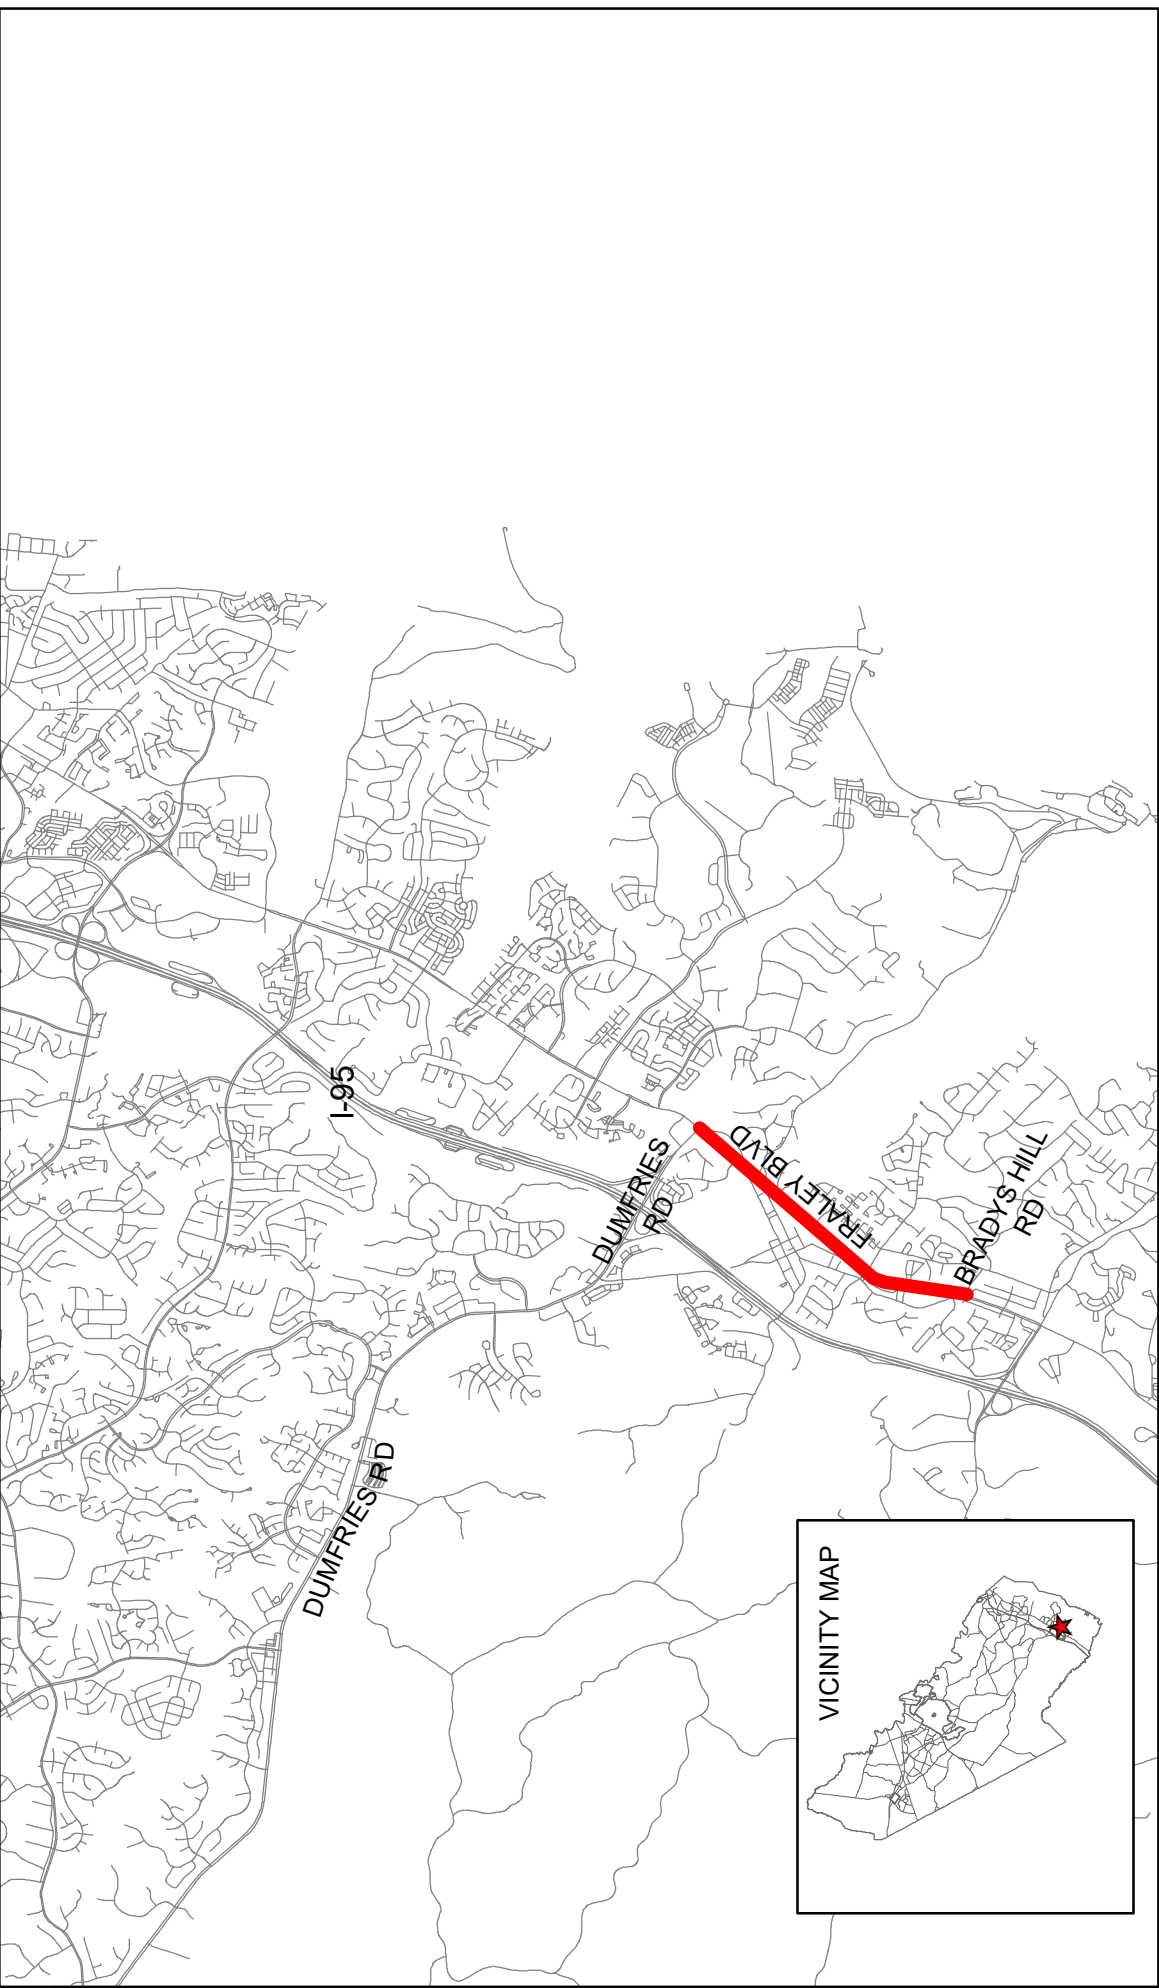 I-95
DUMFRIES
RD
FRALEY BLVD
BRADYS HILL
RD
DUMFRIES RD
VICINITY MAP